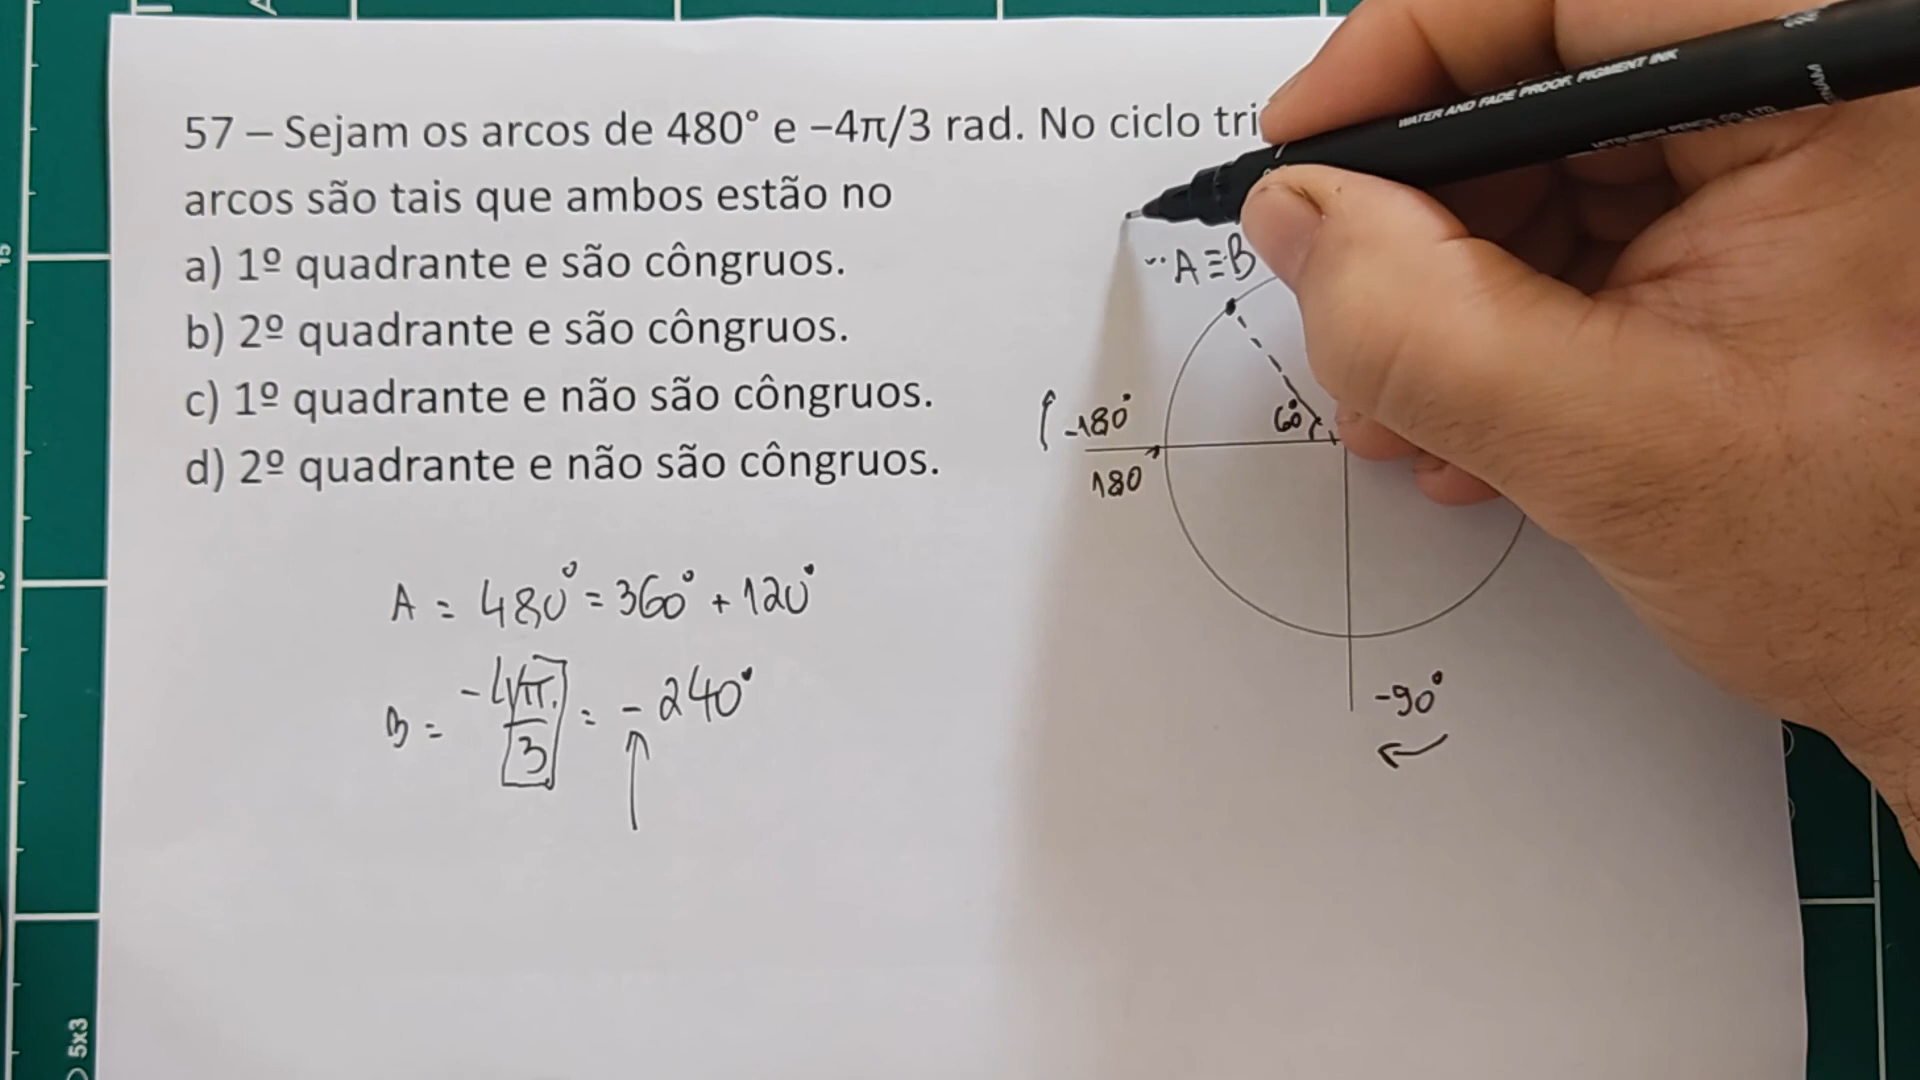 57 – Sejam os arcos de 480° e −4π/3 rad. No ciclo tri
arcos são tais que ambos estão no
a) 1º quadrante e são côngruos.
b) 2º quadrante e são côngruos.
c) 1º quadrante e não são côngruos.
d) 2º quadrante e não são côngruos.
WATER AND FADE PROOF PIGMENT INK
A ≡ B
60°
-180°
180
A = 480° = 360° + 120°
B = -4π/3 = -240°
-90°
5x3
15